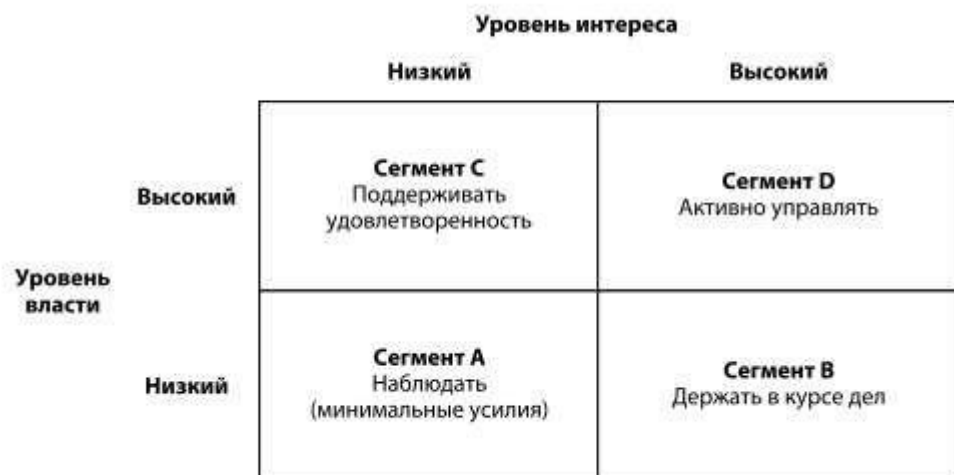 Уровень интереса
Низкий
Высокий
Высокий
Сегмент C
Поддерживать
удовлетворенность
Сегмент D
Активно управлять
Уровень
власти
Низкий
Сегмент A
Наблюдать
(минимальные усилия)
Сегмент B
Держать в курсе дел